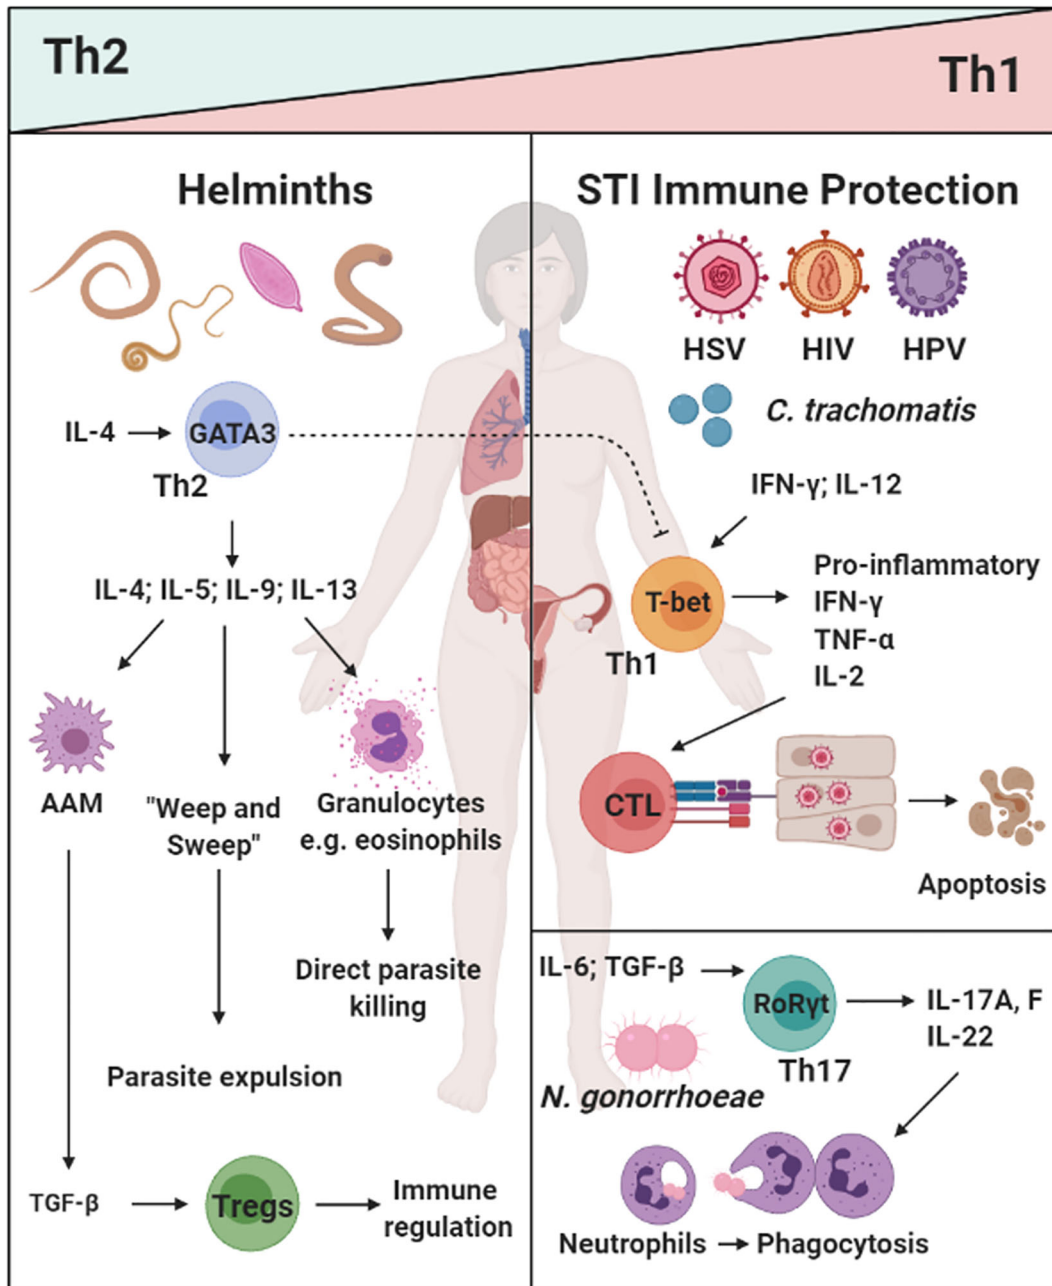 Th2
Th1
Helminths
IL-4
GATA3
Th2
IL-4; IL-5; IL-9; IL-13
AAM
"Weep and
Sweep"
Granulocytes
e.g. eosinophils
Direct parasite
killing
Parasite expulsion
TGF-β
Tregs
Immune
regulation
STI Immune Protection
HSV
HIV
HPV
C. trachomatis
IFN-γ; IL-12
T-bet
Th1
Pro-inflammatory
IFN-γ
TNF-α
IL-2
CTL
Apoptosis
IL-6; TGF-β
RoRγt
Th17
IL-17A, F
IL-22
N. gonorrhoeae
Neutrophils
Phagocytosis